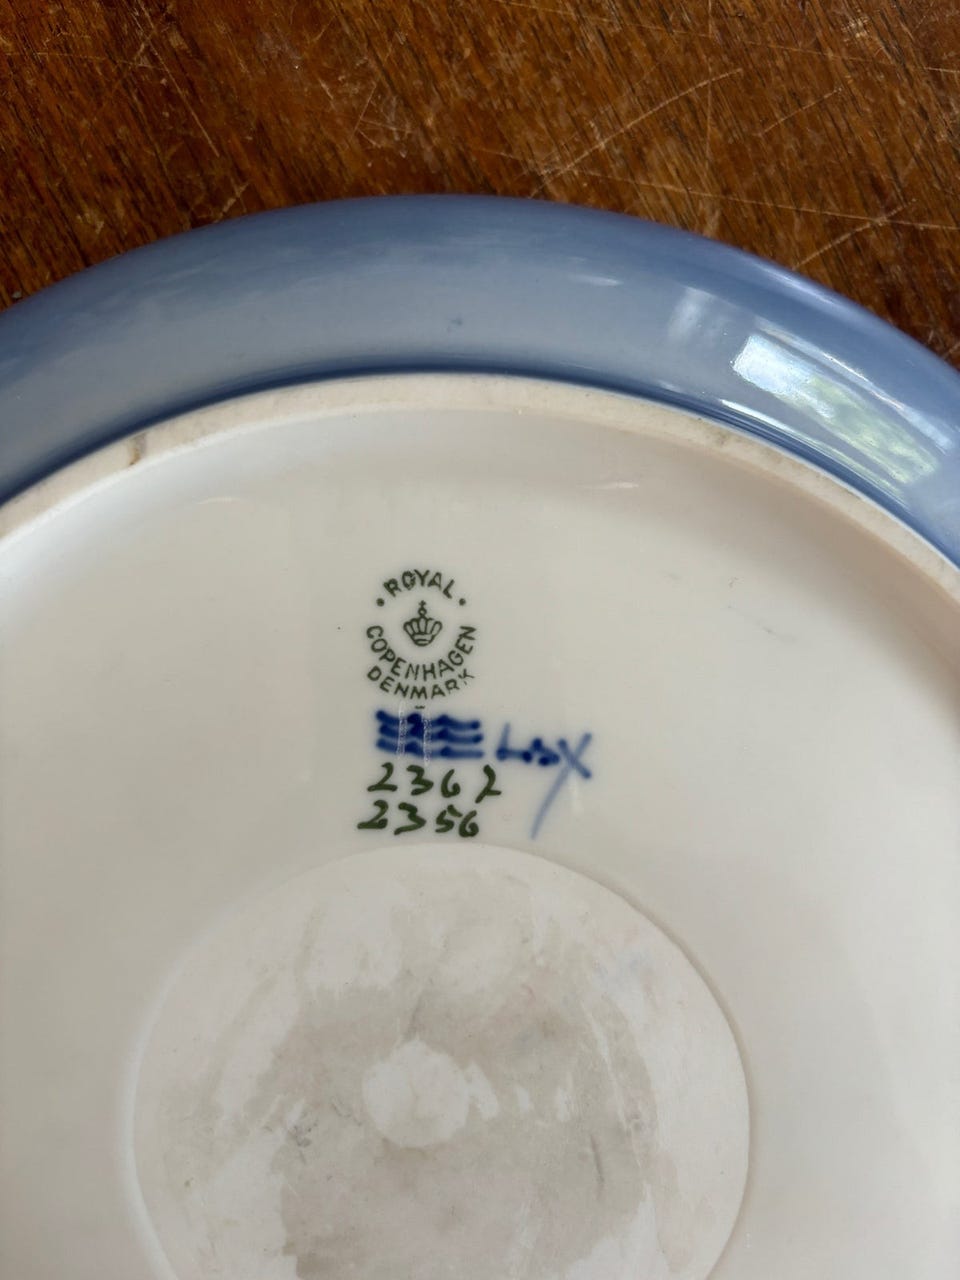 ROYAL
COPENHAGEN
DENMARK
2362
2356